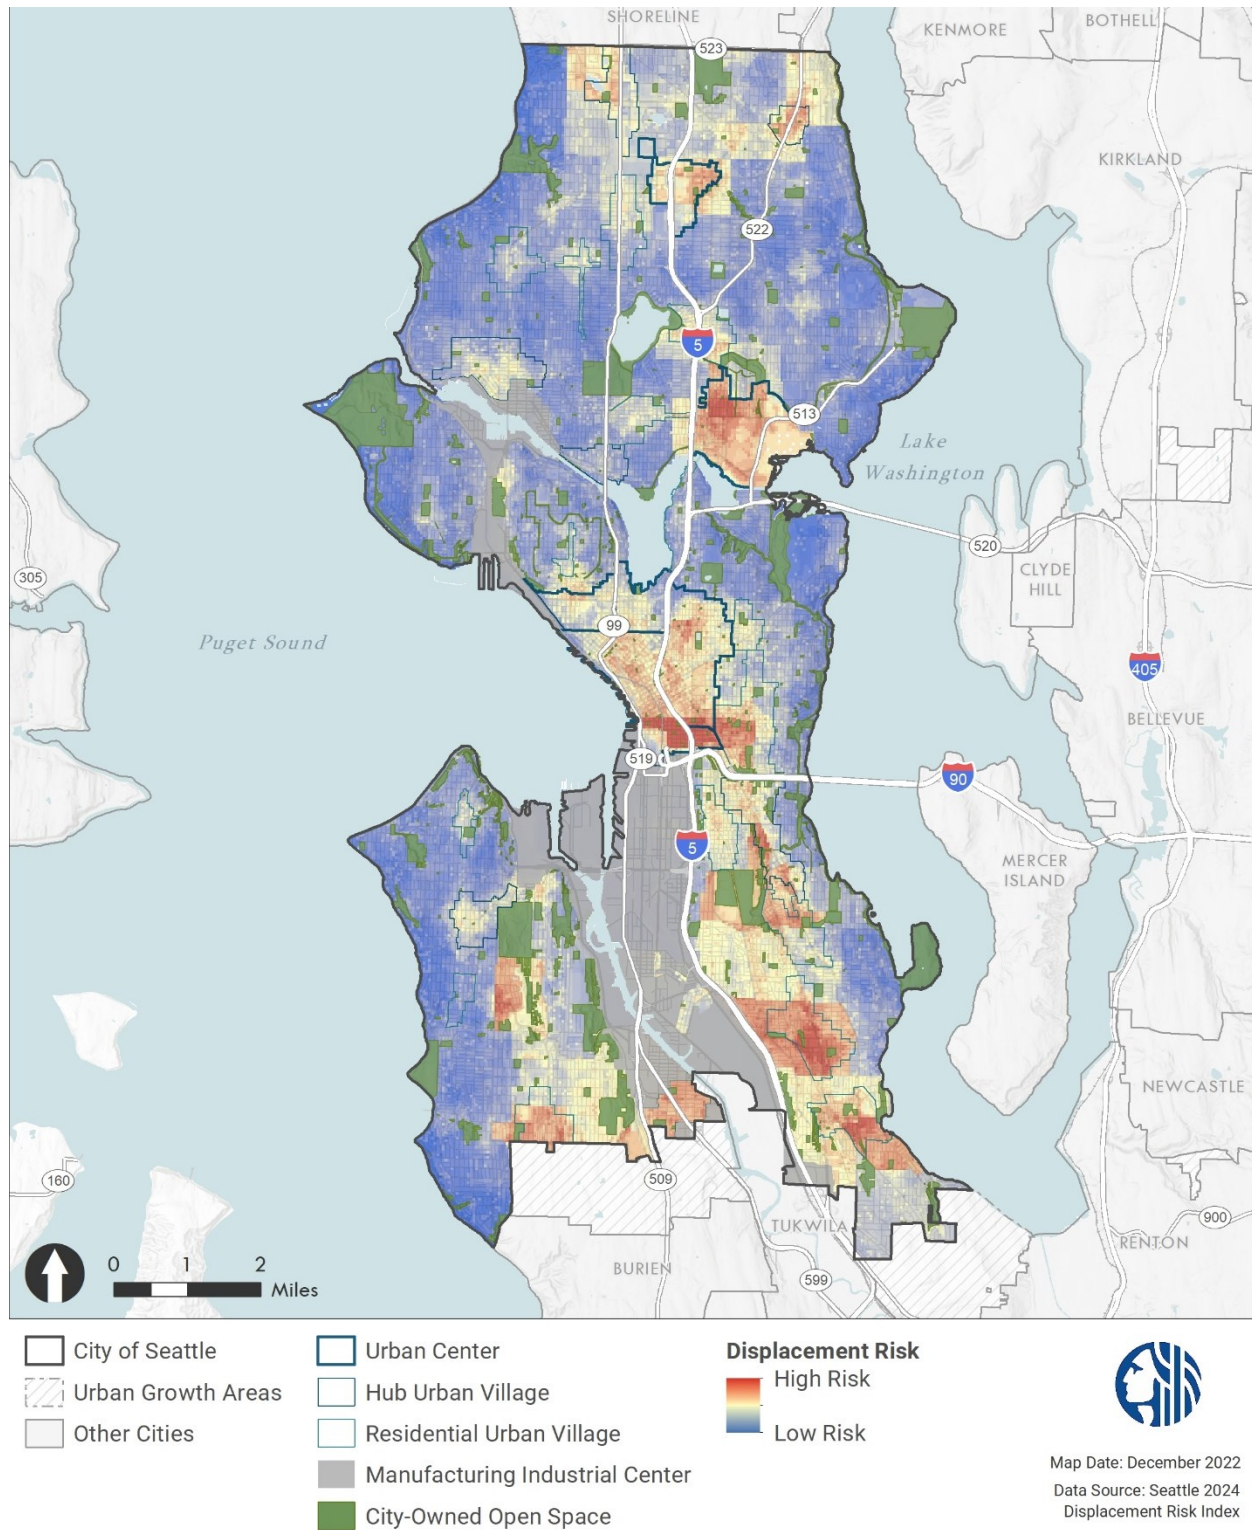 SHORELINE
KENMORE
BOTHELL
523
KIRKLAND
522
5
513
Lake
Washington
520
CLYDE
HILL
305
Puget Sound
99
405
BELLEVUE
519
90
5
MERCER
ISLAND
NEWCASTLE
160
509
TUKWILA
900
RENTON
BURIEN
599
0 1 2
Miles
City of Seattle
Urban Growth Areas
Other Cities
Urban Center
Hub Urban Village
Residential Urban Village
Manufacturing Industrial Center
City-Owned Open Space
Displacement Risk
High Risk
Low Risk
Map Date: December 2022
Data Source: Seattle 2024
Displacement Risk Index